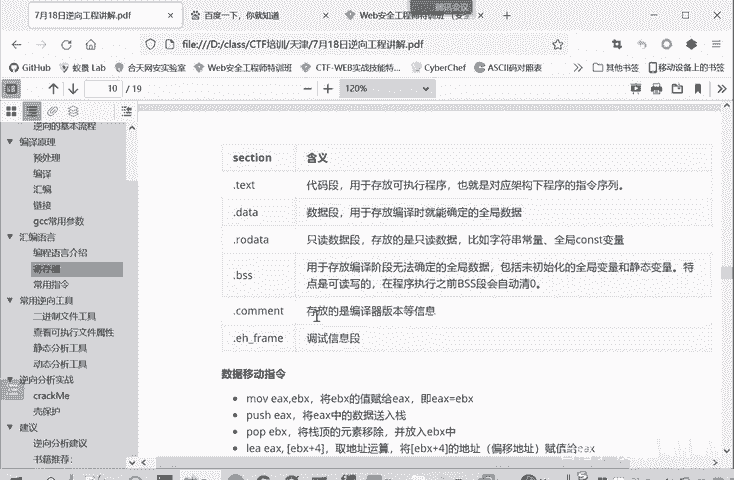 7月18日逆向工程讲解.pdf
百度一下，你就知道
Web安全工程师特训班
腾讯会议
file:///D:/class/CTF培训/天津/7月18日逆向工程讲解.pdf
GitHub
蚁景 Lab
合天网安实验室
Web安全工程师特训班
CTF-WEB实战技能特...
CyberChef
ASCII码对照表
其他书签
移动设备上的书签
10 / 19
120%
逆向的基本流程
编译原理
预处理
编译
汇编
链接
gcc常用参数
汇编语言
编程语言介绍
寄存器
常用指令
常用逆向工具
二进制文件工具
查看可执行文件属性
静态分析工具
动态分析工具
逆向分析实战
crackMe
壳保护
建议
逆向分析建议
书籍推荐：
section 含义
.text 代码段，用于存放可执行程序，也就是对应架构下程序的指令序列。
.data 数据段，用于存放编译时就能确定的全局数据
.rodata 只读数据段，存放的是只读数据，比如字符串常量、全局const变量
.bss 用于存放编译阶段无法确定的全局数据，包括未初始化的全局变量和静态变量。特
点是可读写的，在程序执行之前BSS段会自动清0。
.comment 存放的是编译器版本等信息
.eh_frame 调试信息段
数据移动指令
mov eax,ebx，将ebx的值赋给eax，即eax=ebx
push eax，将eax中的数据送入栈
pop ebx，将栈顶的元素移除，并放入ebx中
lea eax, [ebx+4]，取地址运算，将[ebx+4]的地址（偏移地址）赋值给eax